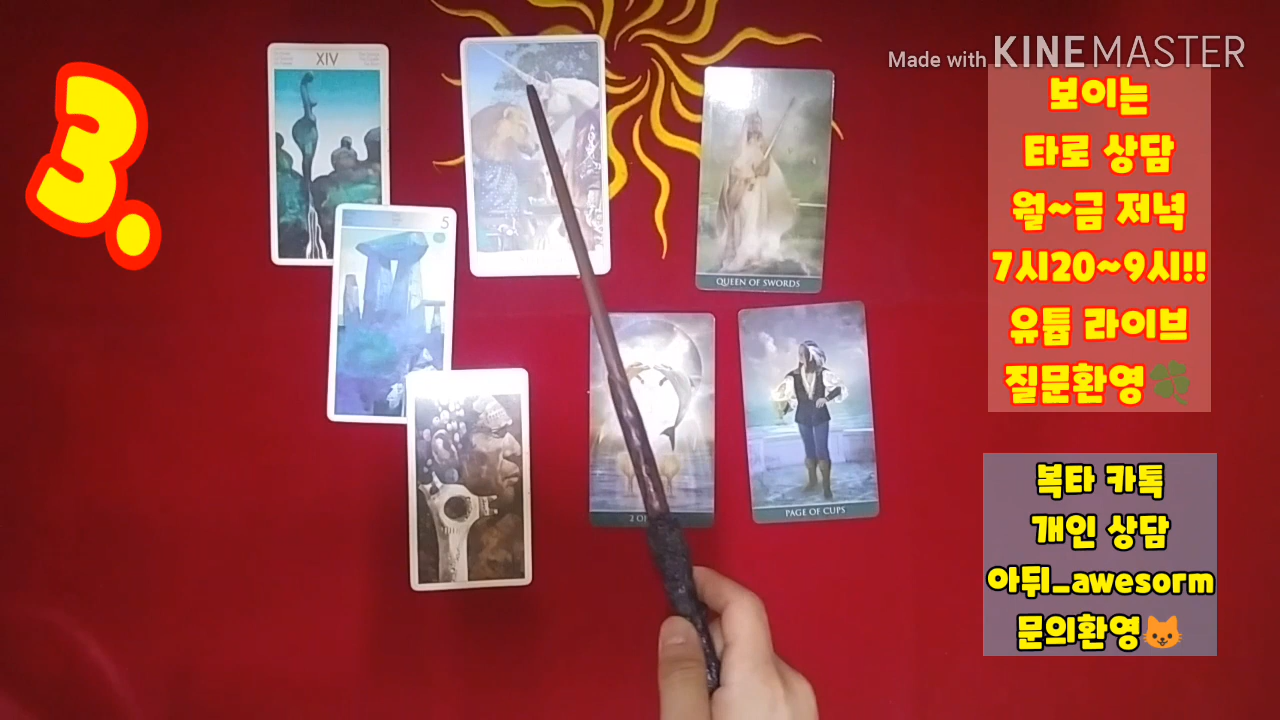 Made with KINEMASTER
3.
XIV
5
QUEEN OF SWORDS
PAGE OF CUPS
보이는
타로 상담
월~금 저녁
7시20~9시!!
유튭 라이브
질문환영🍀
복타 카톡
개인 상담
아뒤_awesorm
문의환영🐱